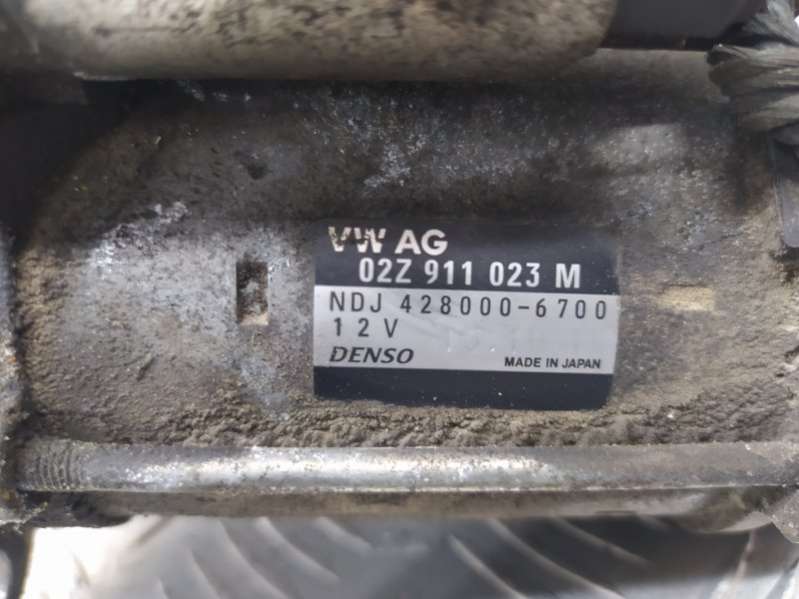 VW AG
02Z 911 023 M
NDJ 428000-6700
12V
DENSO MADE IN JAPAN